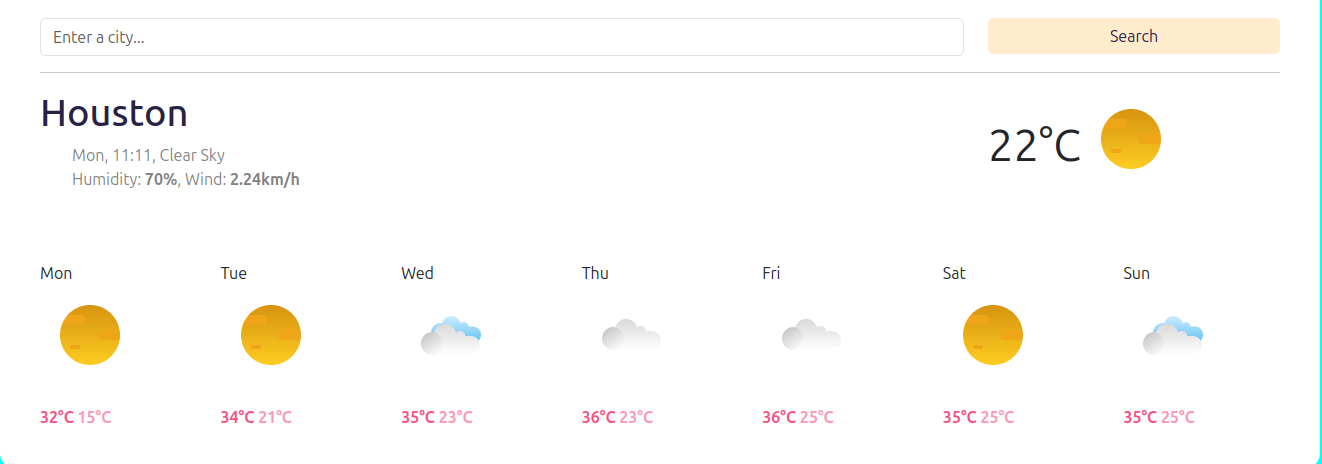 Enter a city...
Search
Houston
Mon, 11:11, Clear Sky
Humidity: 70%, Wind: 2.24km/h
22°C
Mon
Tue
Wed
Thu
Fri
Sat
Sun
32°C 15°C
34°C 21°C
35°C 23°C
36°C 23°C
36°C 25°C
35°C 25°C
35°C 25°C